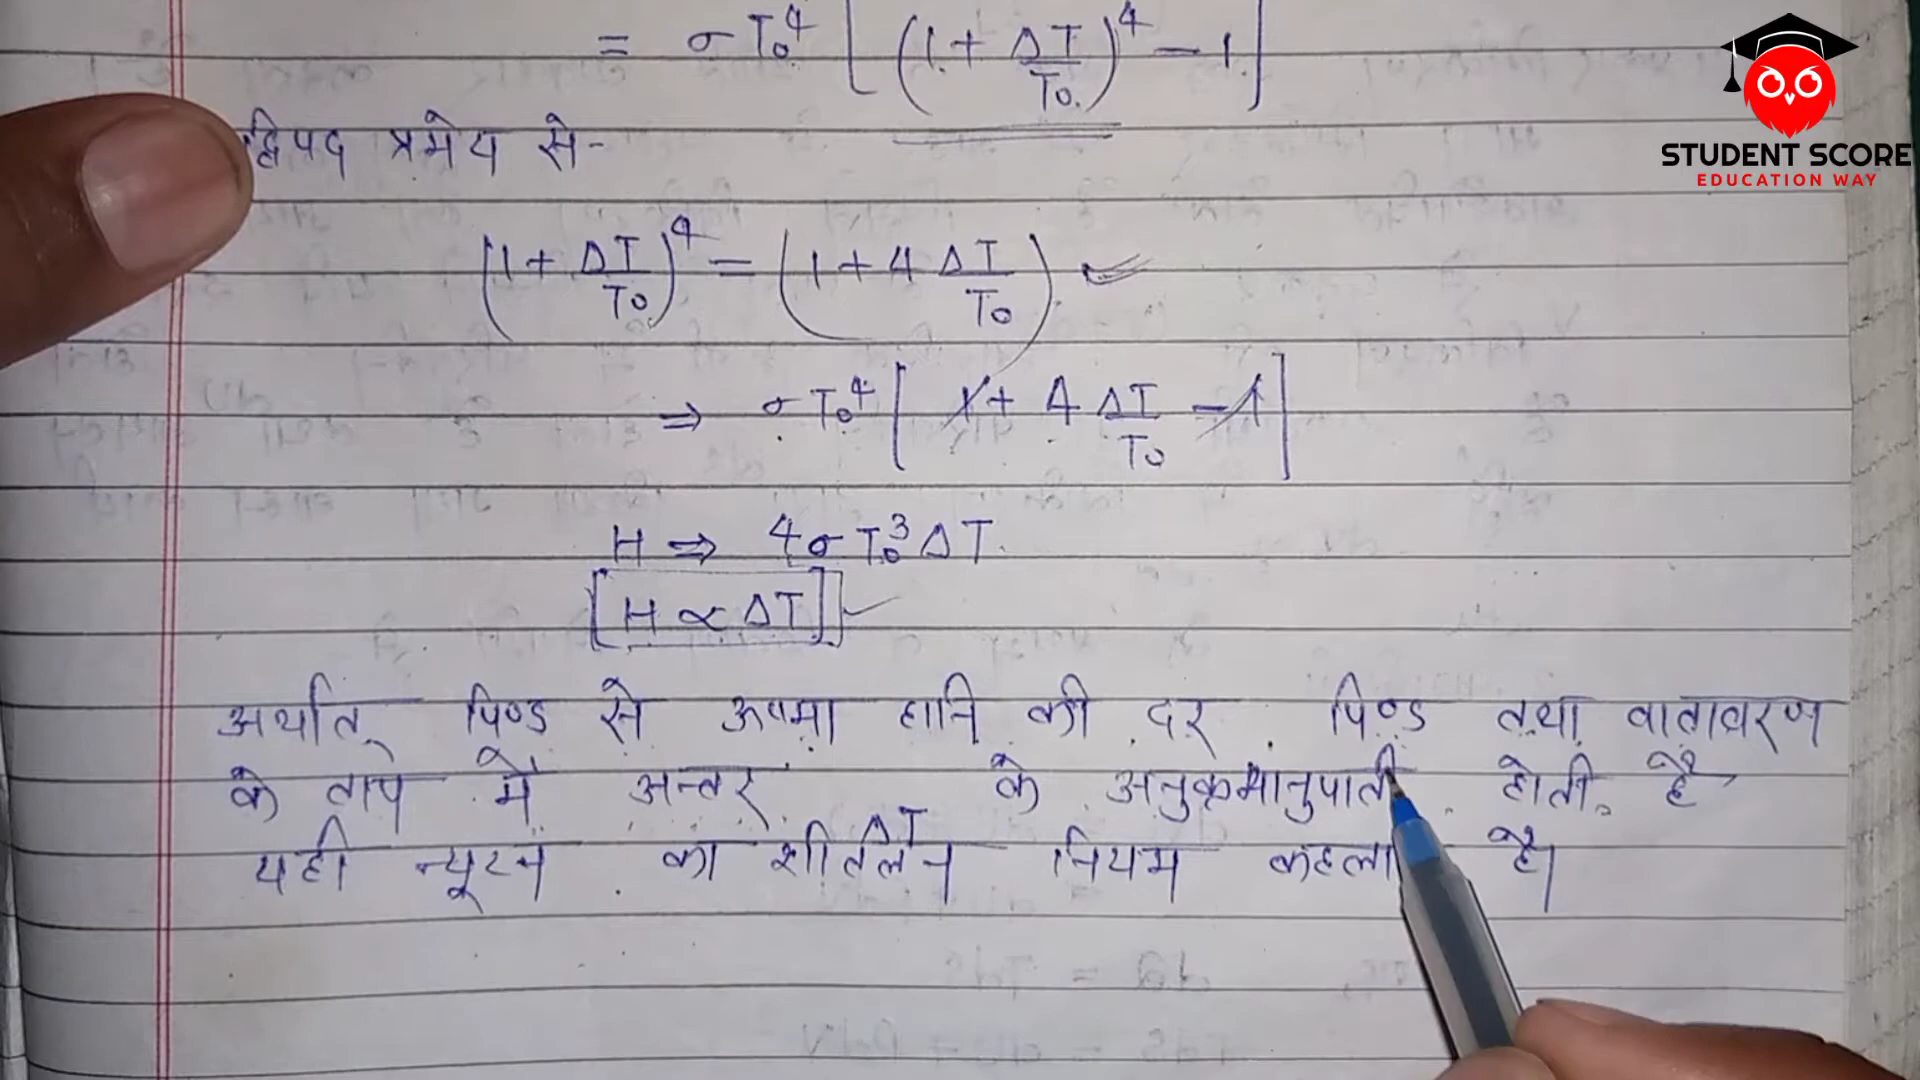 = σT₀⁴ [(1 + ΔT/T₀)⁴ - 1]
STUDENT SCORE
EDUCATION WAY
द्विपद प्रमेय से-
(1 + ΔT/T₀)⁴ = (1 + 4 ΔT/T₀)
⇒ σT₀⁴ [1 + 4 ΔT/T₀ - 1]
H ⇒ 4σT₀³ΔT
[H ∝ ΔT]
अर्थात् पिण्ड से ऊष्मा हानि की दर पिण्ड तथा वातावरण
के ताप में अन्तर के अनुक्रमानुपाती होती है
ΔT
यही न्यूटन का शीतलन नियम कहला है।